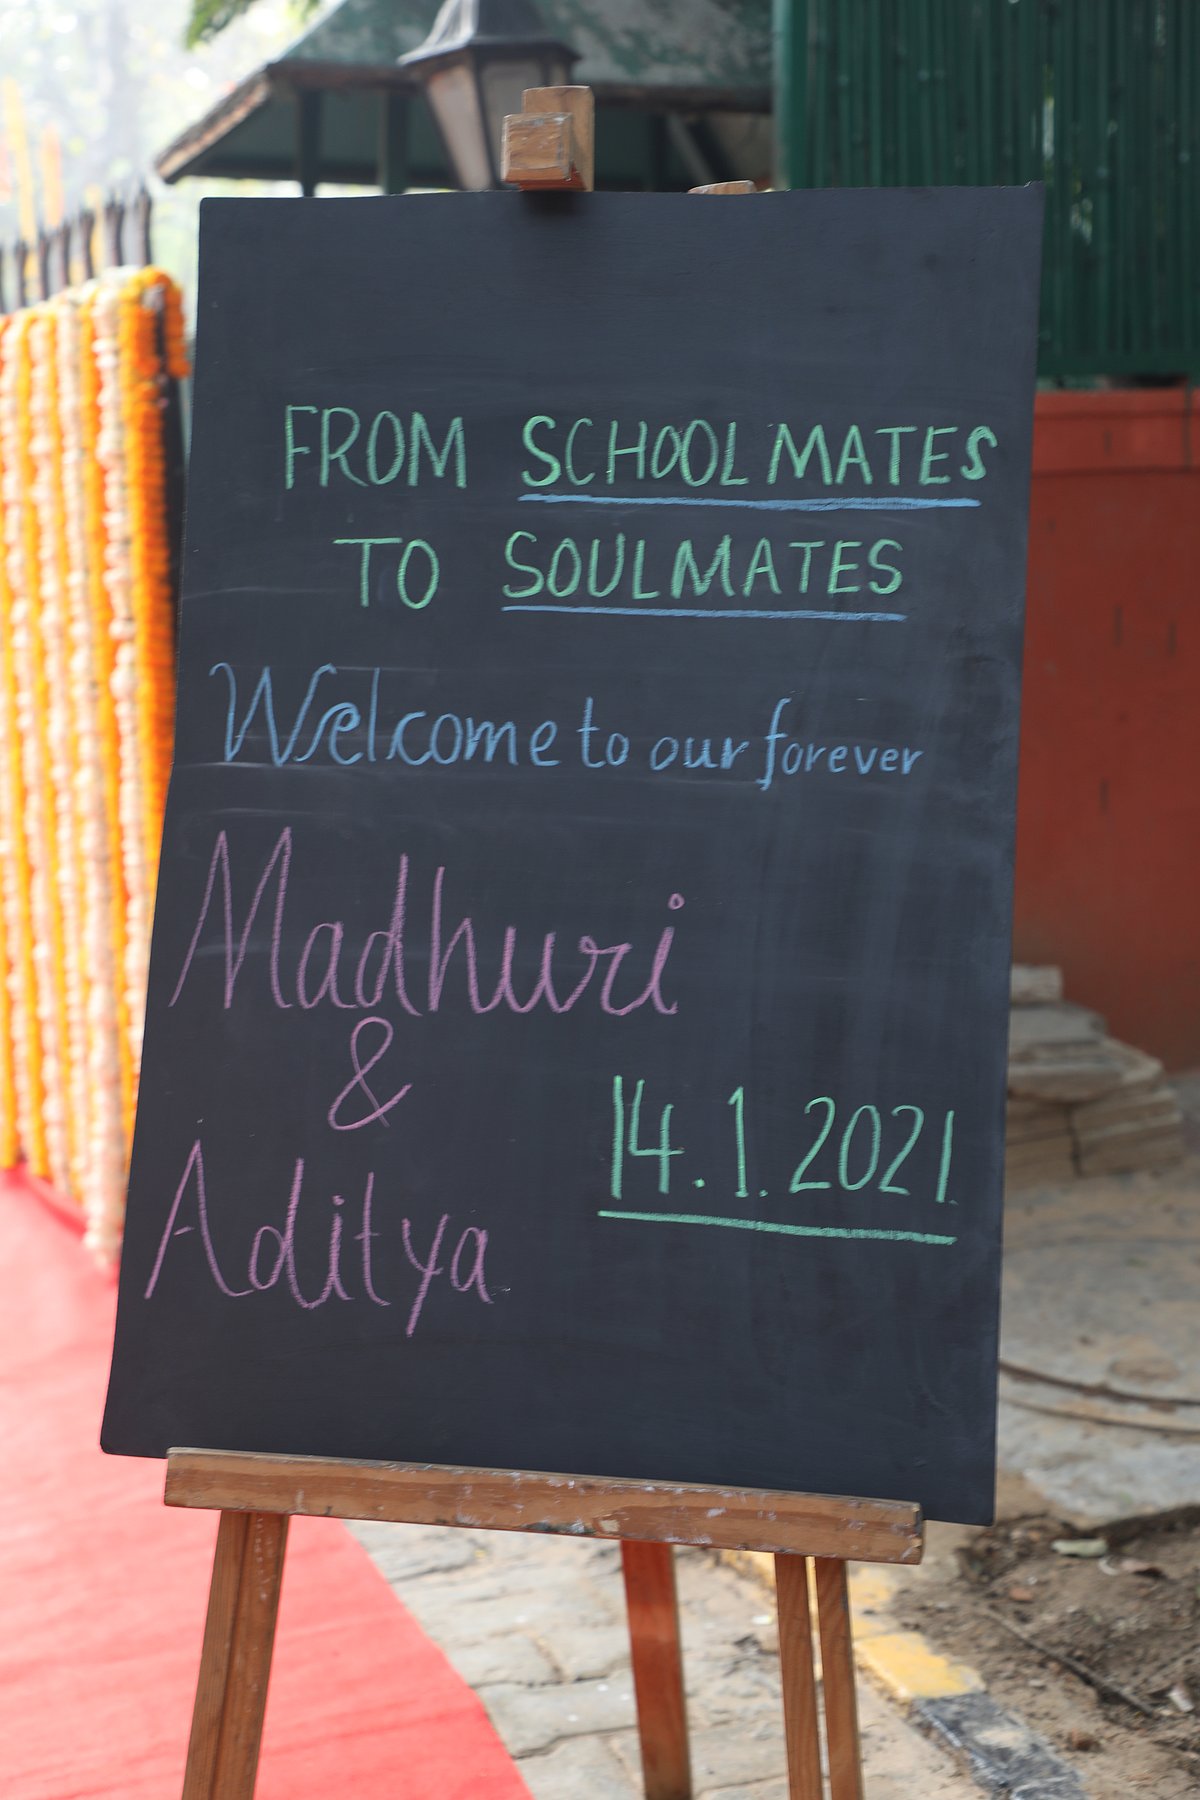 FROM SCHOOLMATES
TO SOULMATES
Welcome to our forever
Madhuri
&
Aditya
14.1.2021